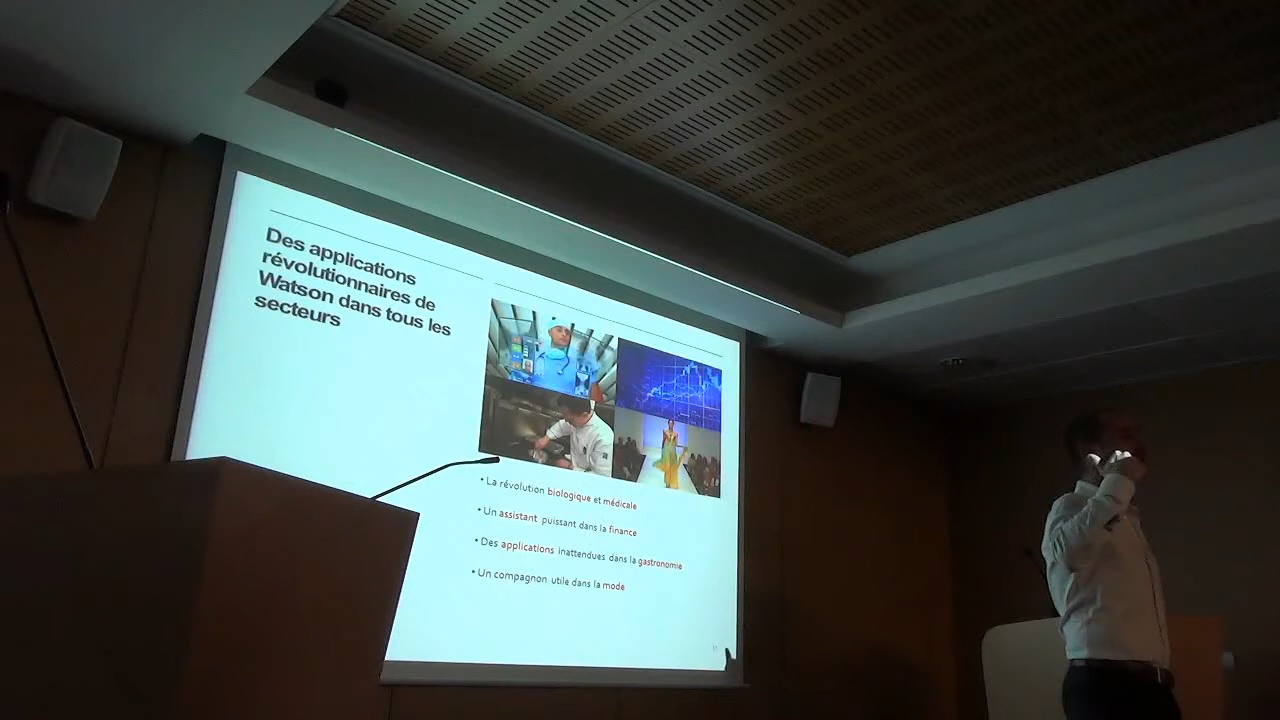 Des applications
révolutionnaires de
Watson dans tous les
secteurs
• La révolution biologique et médicale
• Un assistant puissant dans la finance
• Des applications inattendues dans la gastronomie
• Un compagnon utile dans la mode